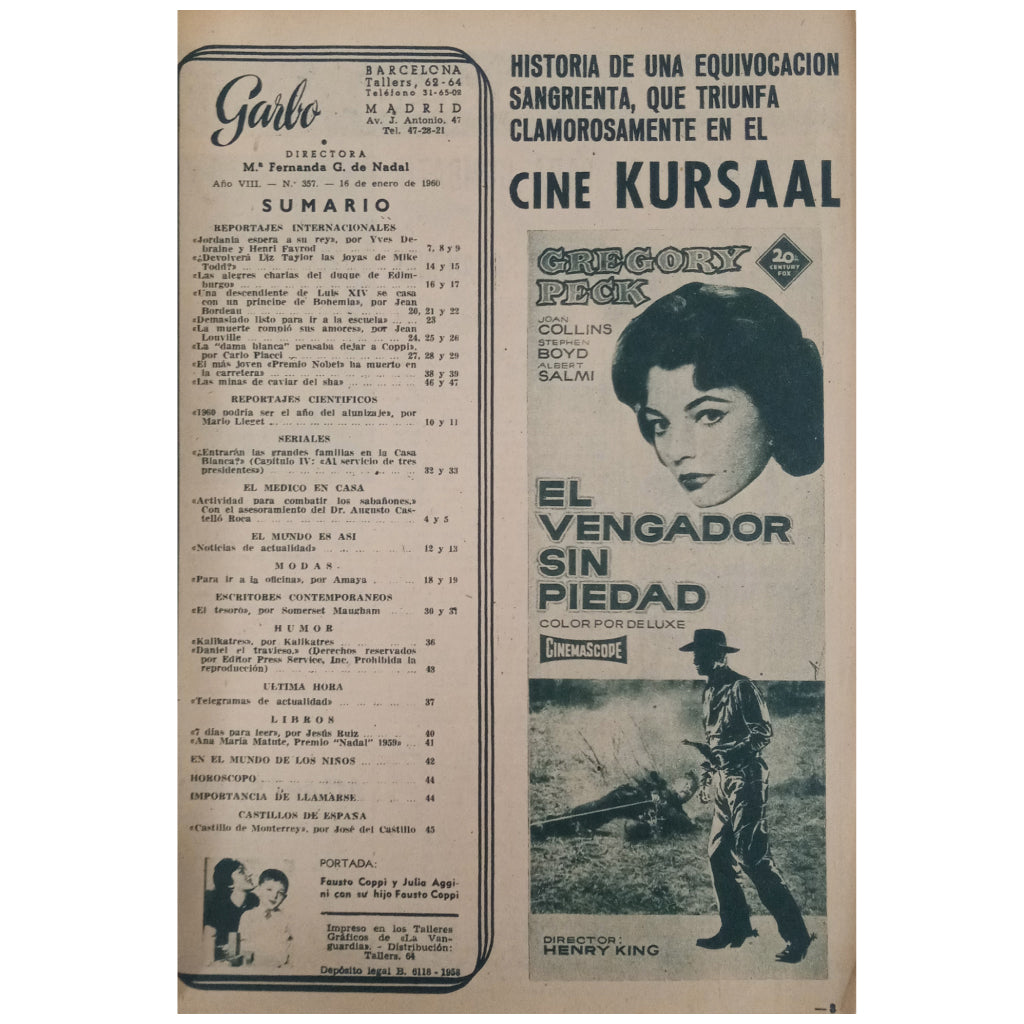 Garbo
BARCELONA
Tallers, 62-64
Teléfono 31-65-02
MADRID
Av. J. Antonio, 47
Tel. 47-28-21
DIRECTORA
M.ª Fernanda G. de Nadal
Año VIII. — N.º 357. — 16 de enero de 1960
SUMARIO
REPORTAJES INTERNACIONALES
«Jordania espera a su rey», por Yves De-
braine y Henri Favrod ... 7, 8 y 9
«¿Devolverá Liz Taylor las joyas de Mike
Todd?» ... 14 y 15
«Las alegres charlas del duque de Edim-
burgo» ... 16 y 17
«Una descendiente de Luis XIV se casa
con un príncipe de Bohemia», por Jean
Bordeau ... 20, 21 y 22
«Demasiado listo para ir a la escuela» ... 23
«La muerte rompió sus amores», por Jean
Louville ... 24, 25 y 26
«La "dama blanca" pensaba dejar a Coppi»,
por Carlo Piacci ... 27, 28 y 29
«El más joven «Premio Nobel» ha muerto en
la carretera» ... 38 y 39
«Las minas de caviar del sha» ... 46 y 47
REPORTAJES CIENTIFICOS
«1960 podría ser el año del alunizaje», por
Mario Lleget ... 10 y 11
SERIALES
«¿Entrarán las grandes familias en la Casa
Blanca?» (Capítulo IV: «Al servicio de tres
presidentes») ... 32 y 33
EL MEDICO EN CASA
«Actividad para combatir los sabañones.»
Con el asesoramiento del Dr. Augusto Cas-
telló Roca ... 4 y 5
EL MUNDO ES ASI
«Noticias de actualidad» ... 12 y 13
MODAS
«Para ir a la oficina», por Amaya ... 18 y 19
ESCRITORES CONTEMPORANEOS
«El tesoro», por Somerset Maugham ... 30 y 31
HUMOR
«Kalikatres», por Kalikatres ... 36
«Daniel el travieso.» (Derechos reservados
por Editor Press Service, Inc. Prohibida la
reproducción) ... 48
ULTIMA HORA
«Telegramas de actualidad» ... 37
LIBROS
«7 días para leer», por Jesús Ruiz ... 40
«Ana María Matute, Premio "Nadal" 1959» ... 41
EN EL MUNDO DE LOS NIÑOS ... 42
HOROSCOPO ... 44
IMPORTANCIA DE LLAMARSE ... 44
CASTILLOS DE ESPAÑA
«Castillo de Monterrey», por José del Castillo 45
PORTADA:
Fausto Coppi y Julia Aggi-
ni con su hijo Fausto Coppi
Impreso en los Talleres
Gráficos de «La Van-
guardia». - Distribución:
Tallers, 64
Depósito legal B. 6118 - 1958
HISTORIA DE UNA EQUIVOCACION
SANGRIENTA, QUE TRIUNFA
CLAMOROSAMENTE EN EL
CINE KURSAAL
GREGORY
PECK
20th
CENTURY
FOX
JOAN
COLLINS
STEPHEN
BOYD
ALBERT
SALMI
EL
VENGADOR
SIN
PIEDAD
COLOR POR DE LUXE
CINEMASCOPE
DIRECTOR:
HENRY KING